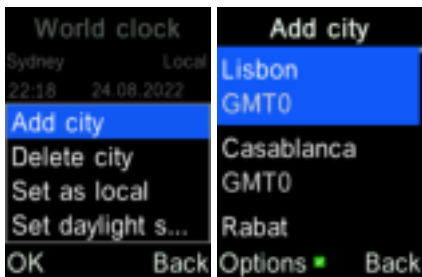 World clock
Sydney Local
22:18 24.08.2022
Add city
Delete city
Set as local
Set daylight s...
OK Back
Add city
Lisbon
GMT0
Casablanca
GMT0
Rabat
Options Back